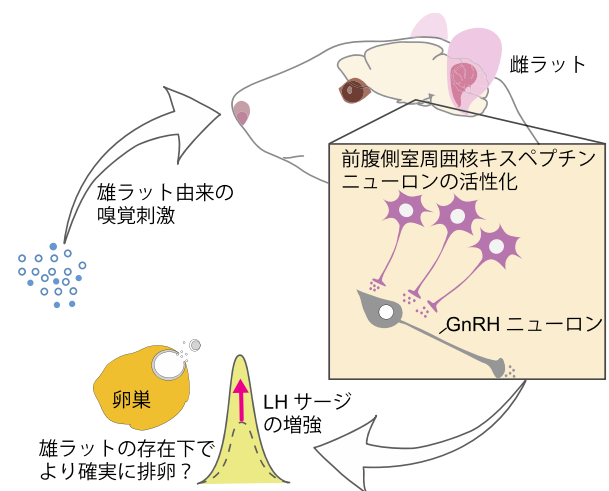 雌ラット
前腹側室周囲核キスペプチン
ニューロンの活性化
雄ラット由来の
嗅覚刺激
GnRH ニューロン
卵巣
LH サージ
の増強
雄ラットの存在下で
より確実に排卵？